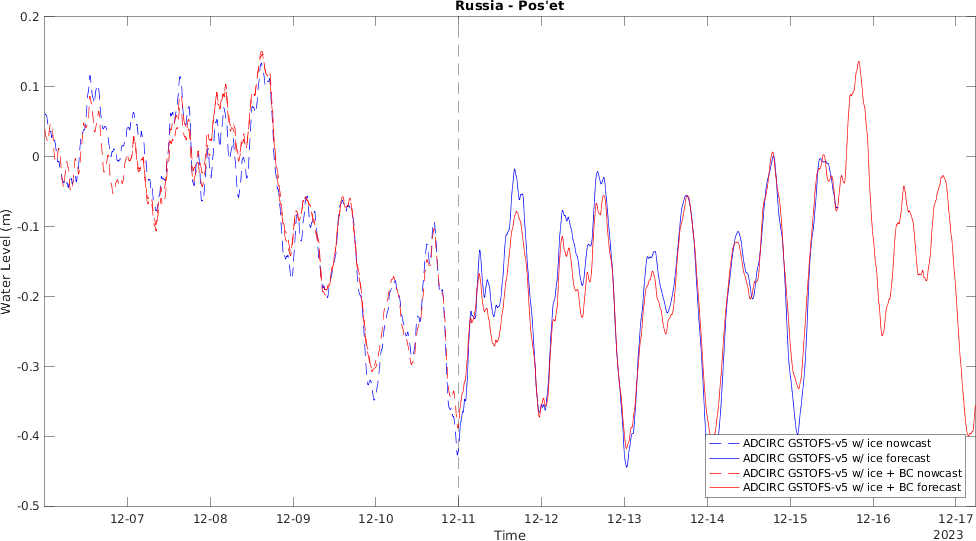 Russia - Pos'et
0.2
0.1
0
-0.1
-0.2
-0.3
-0.4
-0.5
Water Level (m)
ADCIRC GSTOFS-v5 w/ ice nowcast
ADCIRC GSTOFS-v5 w/ ice forecast
ADCIRC GSTOFS-v5 w/ ice + BC nowcast
ADCIRC GSTOFS-v5 w/ ice + BC forecast
12-07 12-08 12-09 12-10 12-11 12-12 12-13 12-14 12-15 12-16 12-17
Time
2023